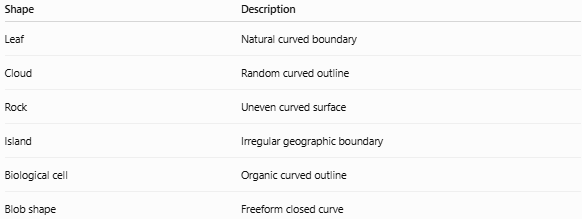 Shape Description
Leaf Natural curved boundary
Cloud Random curved outline
Rock Uneven curved surface
Island Irregular geographic boundary
Biological cell Organic curved outline
Blob shape Freeform closed curve